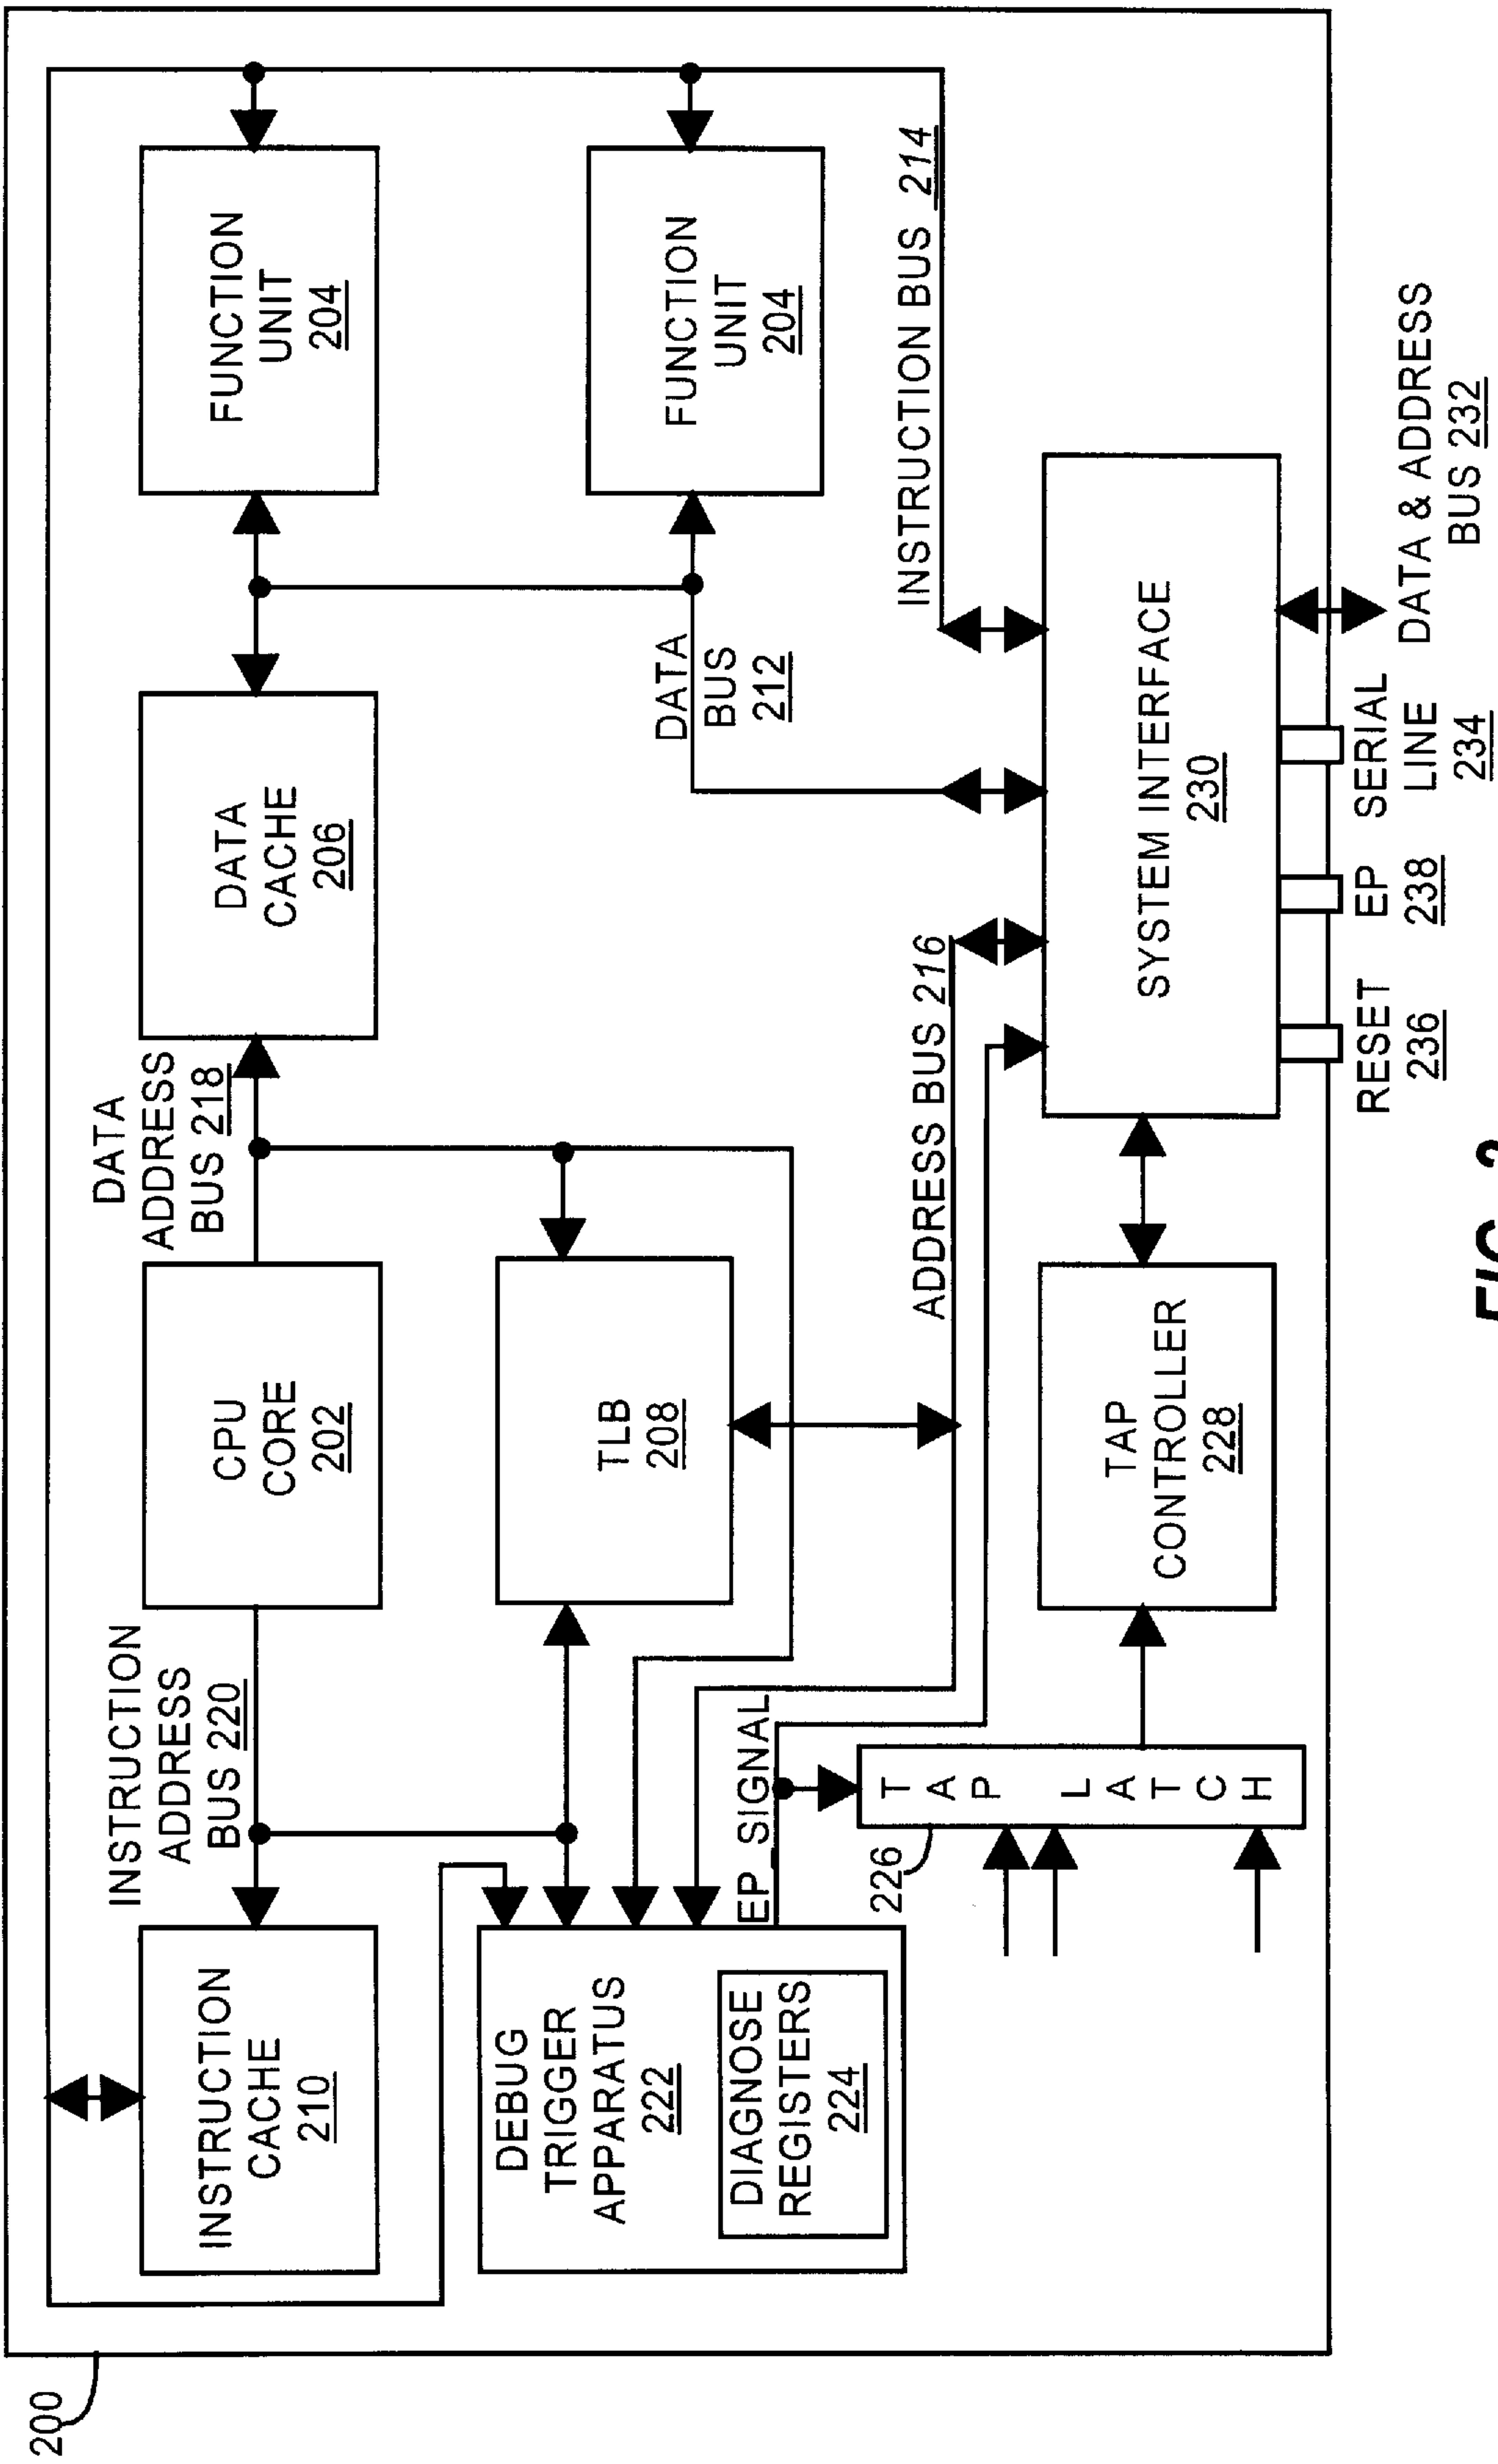 200
INSTRUCTION
CACHE
210
INSTRUCTION
ADDRESS
BUS 220
CPU
CORE
202
DATA
ADDRESS
BUS 218
DATA
CACHE
206
FUNCTION
UNIT
204
DEBUG
TRIGGER
APPARATUS
222
DIAGNOSE
REGISTERS
224
TLB
208
DATA
BUS
212
FUNCTION
UNIT
204
EP_SIGNAL
226
TAP LATCH
ADDRESS BUS 216
INSTRUCTION BUS 214
TAP
CONTROLLER
228
SYSTEM INTERFACE
230
RESET
236
EP
238
SERIAL
LINE
234
DATA & ADDRESS
BUS 232